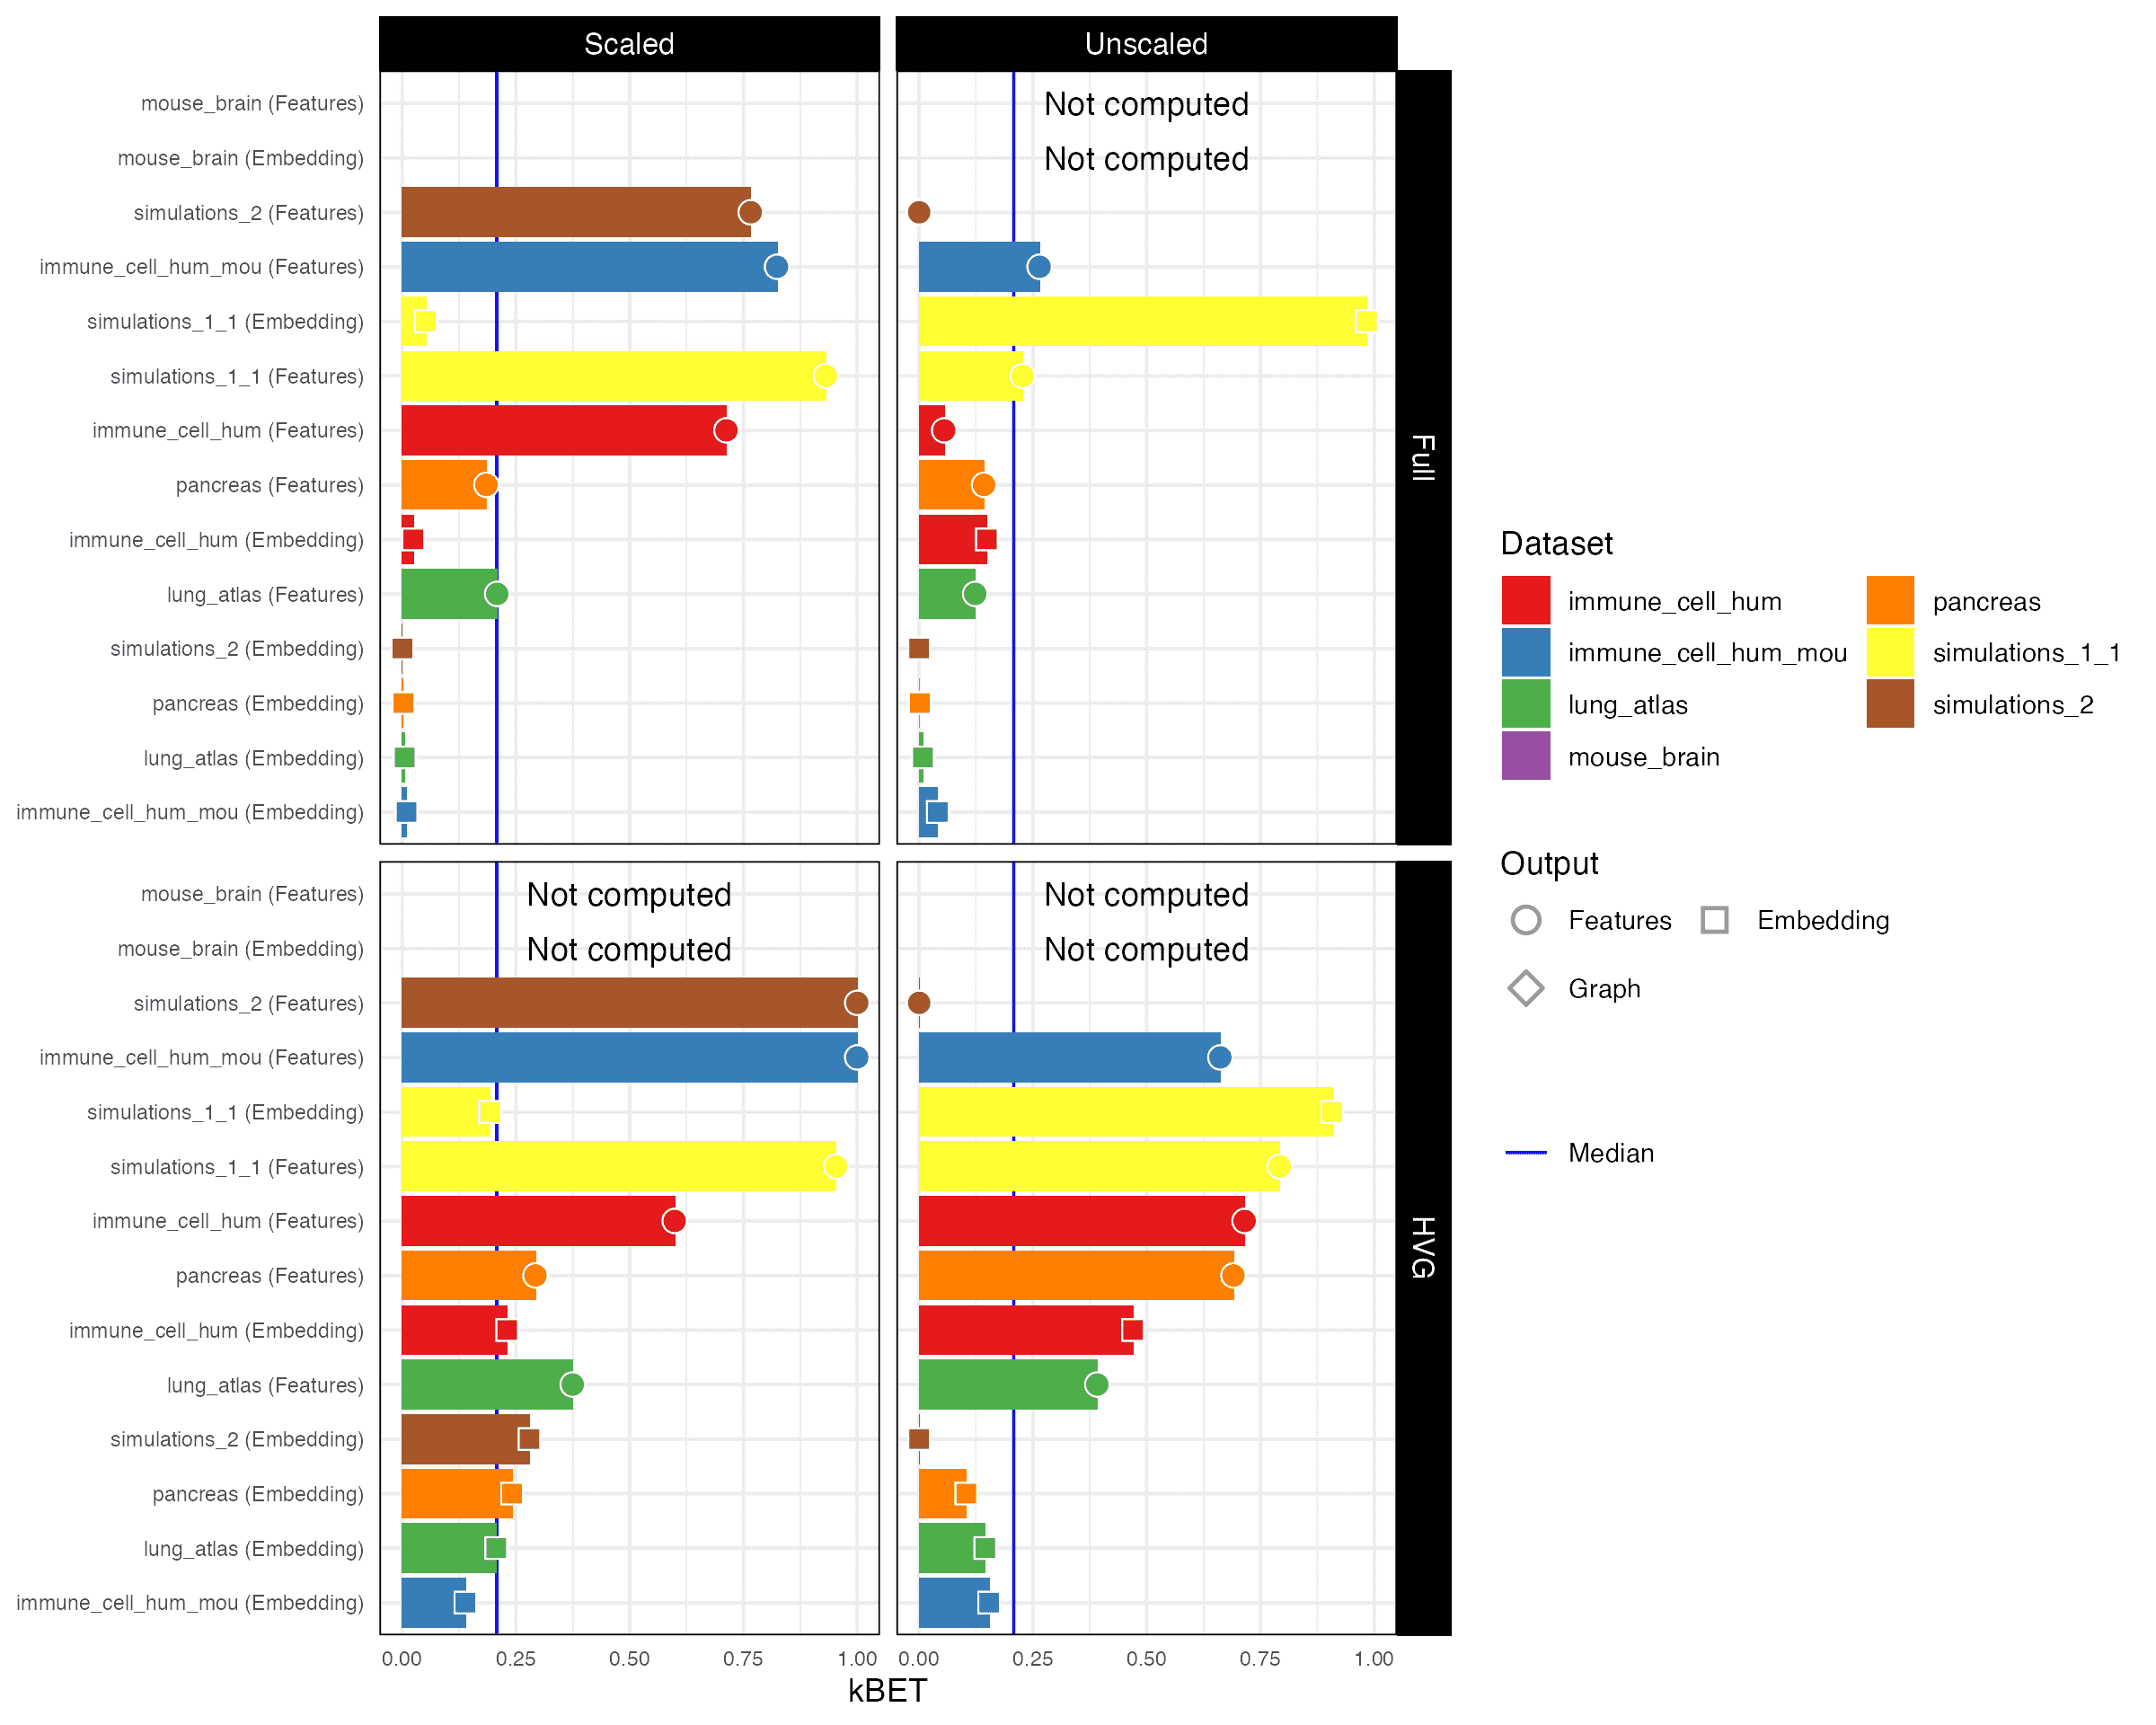 Scaled
Unscaled
mouse_brain (Features)
Not computed
mouse_brain (Embedding)
Not computed
simulations_2 (Features)
immune_cell_hum_mou (Features)
simulations_1_1 (Embedding)
simulations_1_1 (Features)
immune_cell_hum (Features)
pancreas (Features)
immune_cell_hum (Embedding)
lung_atlas (Features)
simulations_2 (Embedding)
pancreas (Embedding)
lung_atlas (Embedding)
immune_cell_hum_mou (Embedding)
Full
mouse_brain (Features)
Not computed
Not computed
mouse_brain (Embedding)
Not computed
Not computed
simulations_2 (Features)
immune_cell_hum_mou (Features)
simulations_1_1 (Embedding)
simulations_1_1 (Features)
immune_cell_hum (Features)
pancreas (Features)
immune_cell_hum (Embedding)
lung_atlas (Features)
simulations_2 (Embedding)
pancreas (Embedding)
lung_atlas (Embedding)
immune_cell_hum_mou (Embedding)
HVG
0.00 0.25 0.50 0.75 1.00
0.00 0.25 0.50 0.75 1.00
kBET
Dataset
immune_cell_hum
immune_cell_hum_mou
lung_atlas
mouse_brain
pancreas
simulations_1_1
simulations_2
Output
Features
Embedding
Graph
Median